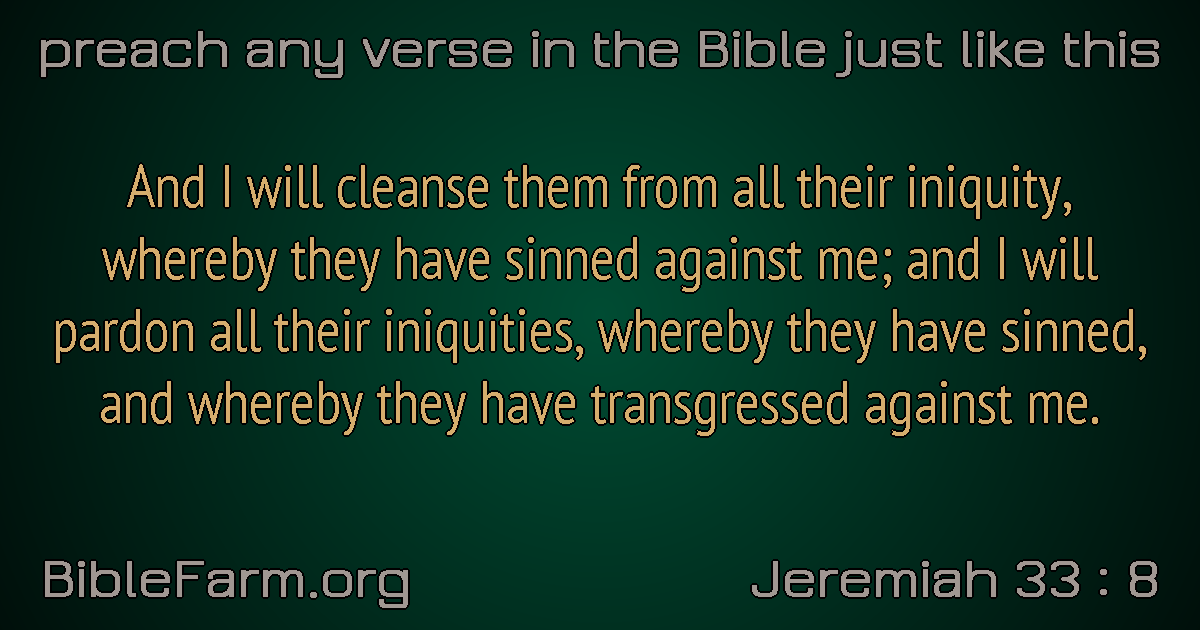 preach any verse in the Bible just like this
And I will cleanse them from all their iniquity,
whereby they have sinned against me; and I will
pardon all their iniquities, whereby they have sinned,
and whereby they have transgressed against me.
BibleFarm.org
Jeremiah 33 : 8